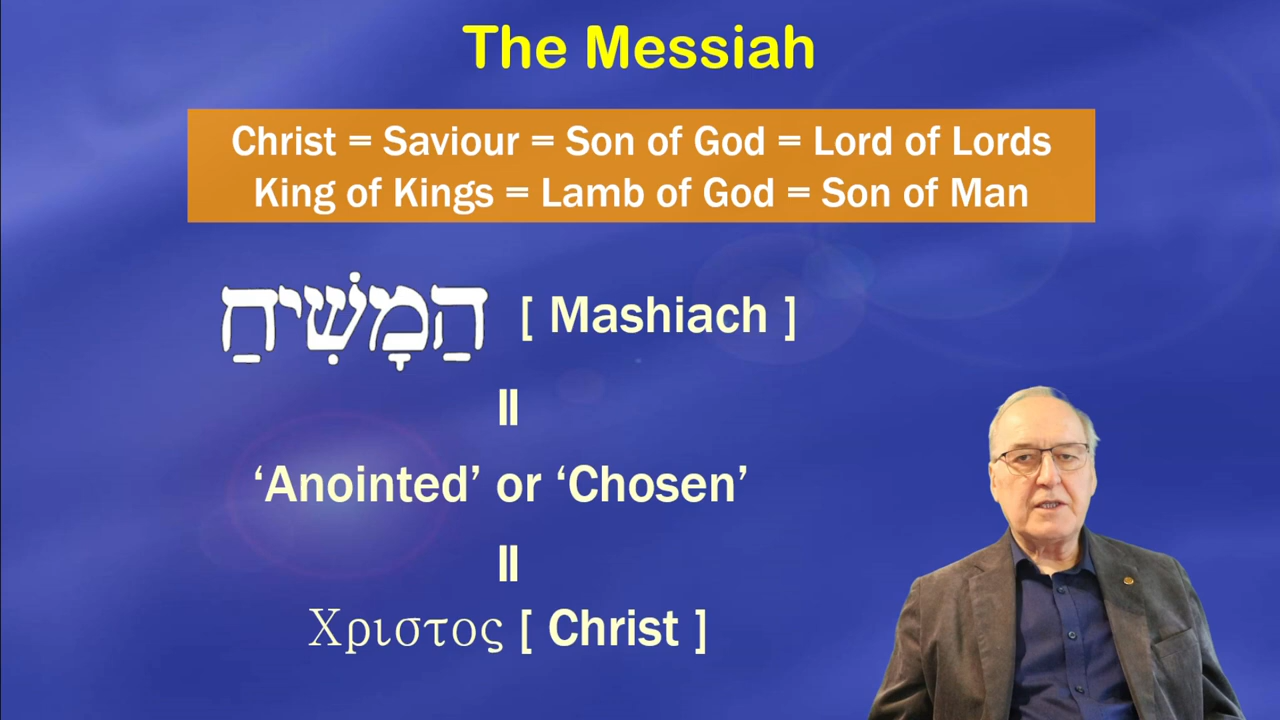 The Messiah
Christ = Saviour = Son of God = Lord of Lords
King of Kings = Lamb of God = Son of Man
הַמָּשִׁיחַ [ Mashiach ]
=
‘Anointed’ or ‘Chosen’
=
Χριστος [ Christ ]